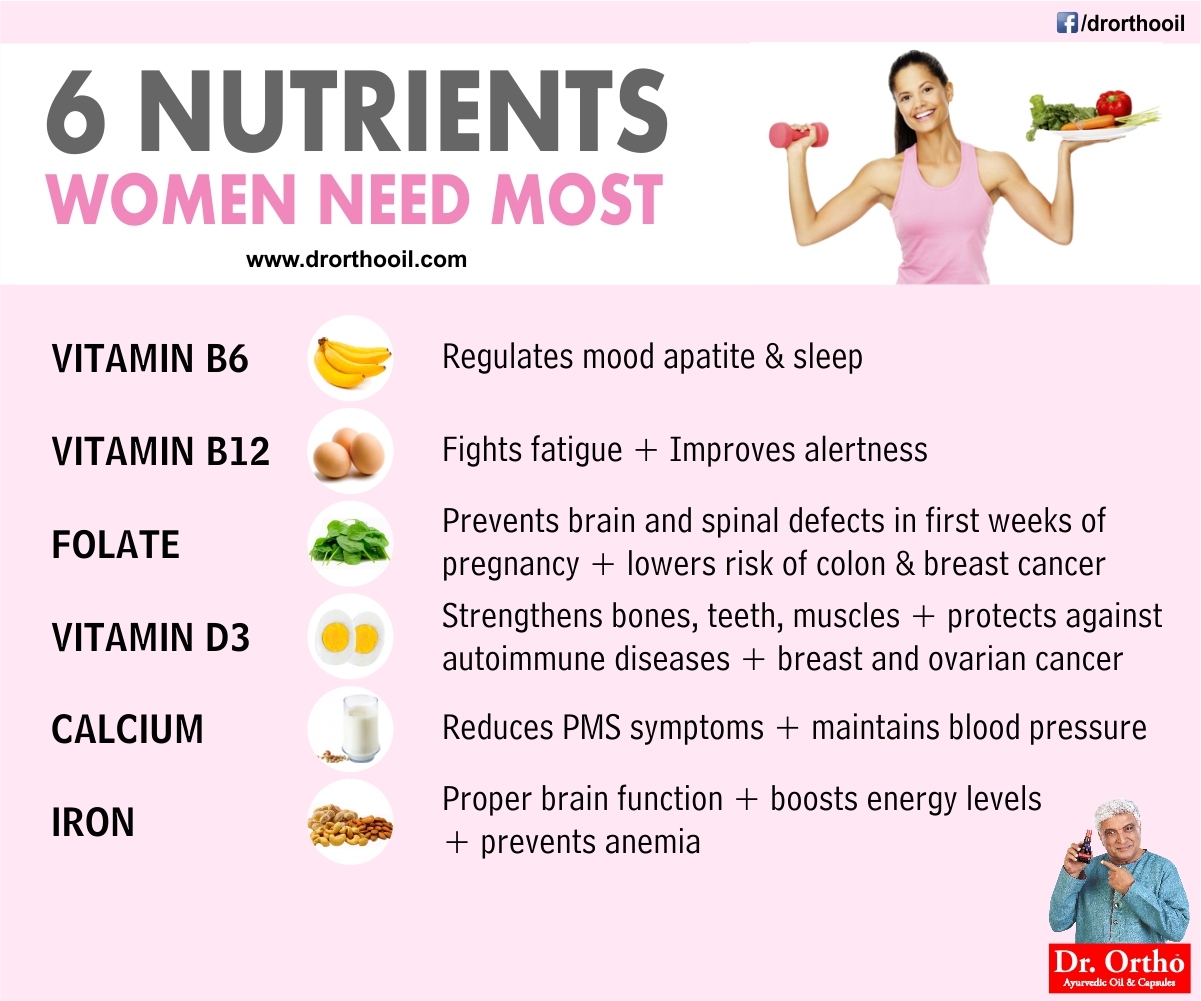 /drorthooil
6 NUTRIENTS
WOMEN NEED MOST
www.drorthooil.com
VITAMIN B6
Regulates mood apatite & sleep
VITAMIN B12
Fights fatigue + Improves alertness
FOLATE
Prevents brain and spinal defects in first weeks of
pregnancy + lowers risk of colon & breast cancer
VITAMIN D3
Strengthens bones, teeth, muscles + protects against
autoimmune diseases + breast and ovarian cancer
CALCIUM
Reduces PMS symptoms + maintains blood pressure
IRON
Proper brain function + boosts energy levels
+ prevents anemia
Dr. Ortho
Ayurvedic Oil & Capsules